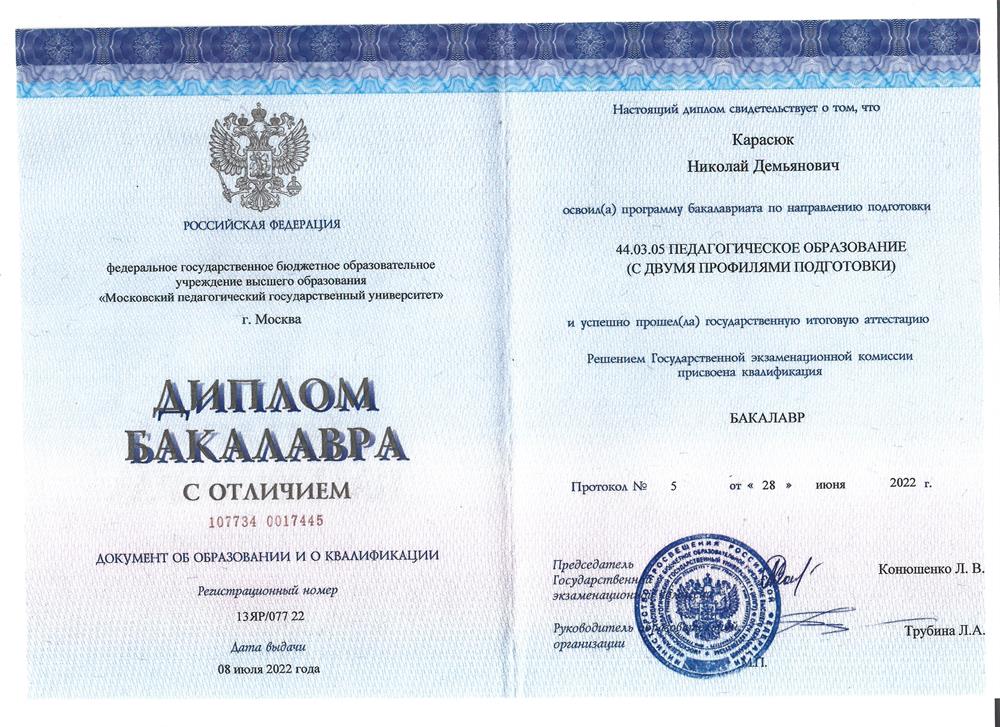 РОССИЙСКАЯ ФЕДЕРАЦИЯ
федеральное государственное бюджетное образовательное
учреждение высшего образования
«Московский педагогический государственный университет»
г. Москва
ДИПЛОМ
БАКАЛАВРА
С ОТЛИЧИЕМ
107734 0017445
ДОКУМЕНТ ОБ ОБРАЗОВАНИИ И О КВАЛИФИКАЦИИ
Регистрационный номер
13ЯР/077 22
Дата выдачи
08 июля 2022 года
Настоящий диплом свидетельствует о том, что
Карасюк
Николай Демьянович
освоил(а) программу бакалавриата по направлению подготовки
44.03.05 ПЕДАГОГИЧЕСКОЕ ОБРАЗОВАНИЕ
(С ДВУМЯ ПРОФИЛЯМИ ПОДГОТОВКИ)
и успешно прошел(ла) государственную итоговую аттестацию
Решением Государственной экзаменационной комиссии
присвоена квалификация
БАКАЛАВР
Протокол № 5 от « 28 » июня 2022 г.
Председатель
Государственной
экзаменационной
Конюшенко Л. В.
Руководитель
организации
Трубина Л.А.
М.П.